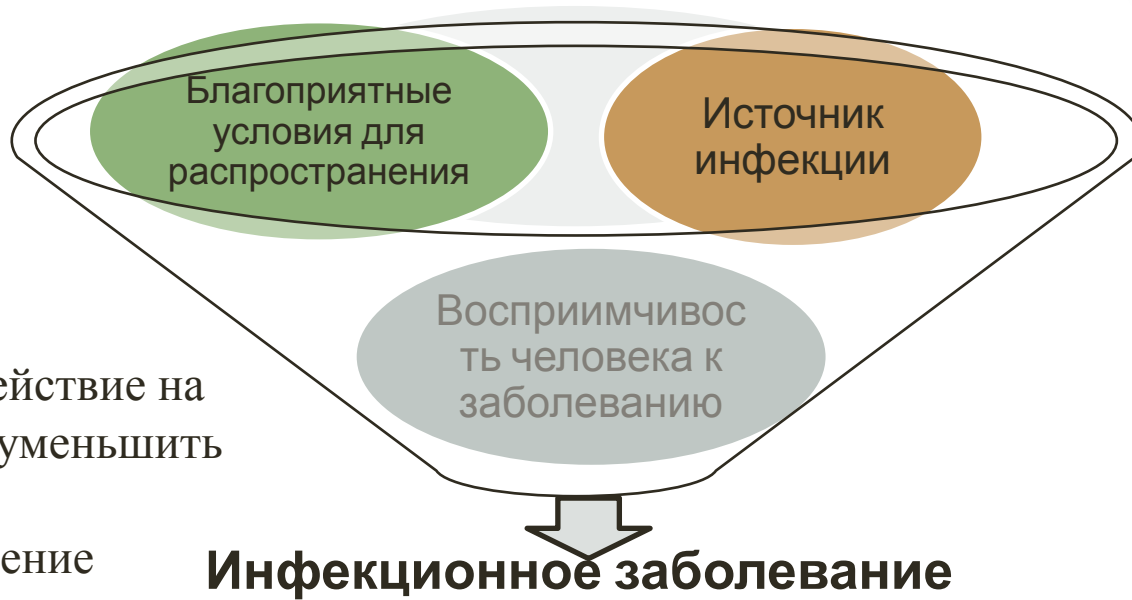 Благоприятные
условия для
распространения
Источник
инфекции
Восприимчивос
ть человека к
заболеванию
ействие на
уменьшить
ение
Инфекционное заболевание